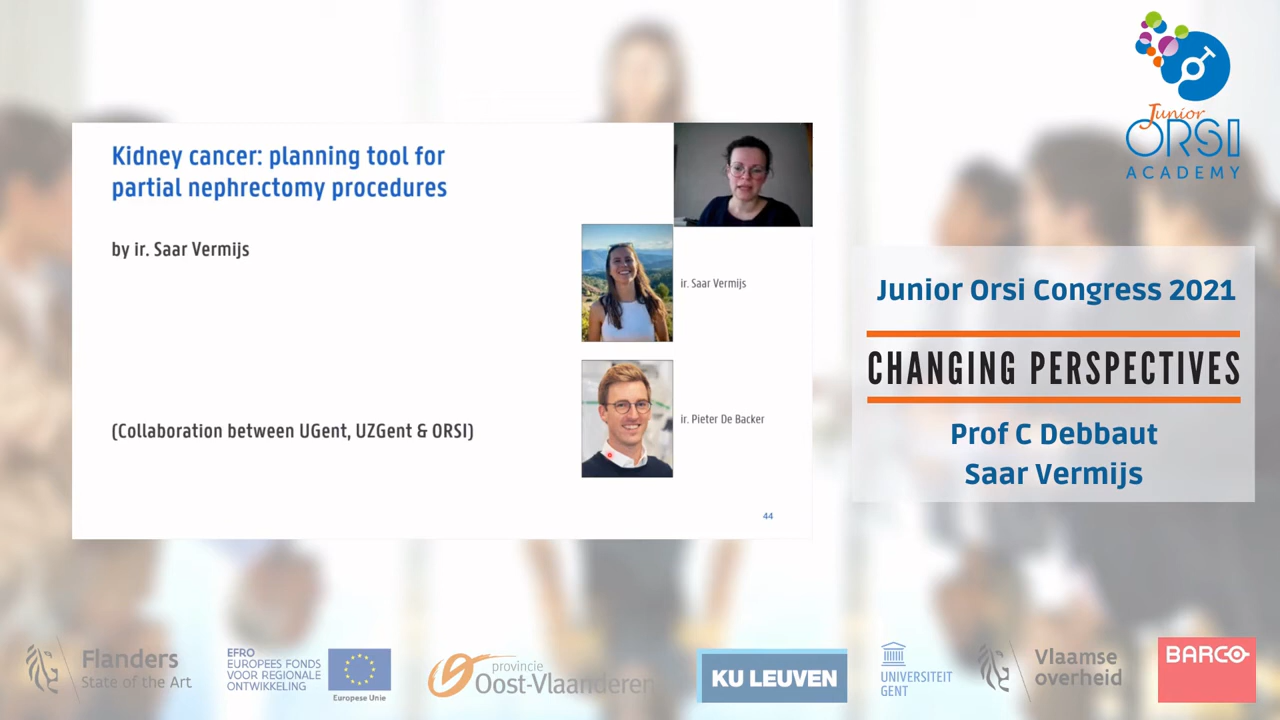 Kidney cancer: planning tool for
partial nephrectomy procedures
by ir. Saar Vermijs
ir. Saar Vermijs
ir. Pieter De Backer
(Collaboration between UGent, UZGent & ORSI)
44
Junior
ORSI
ACADEMY
Junior Orsi Congress 2021
CHANGING PERSPECTIVES
Prof C Debbaut
Saar Vermijs
Flanders
State of the Art
EFRO
EUROPEES FONDS
VOOR REGIONALE
ONTWIKKELING
Europese Unie
provincie
Oost-Vlaanderen
KU LEUVEN
UNIVERSITEIT
GENT
Vlaamse
overheid
BARCO